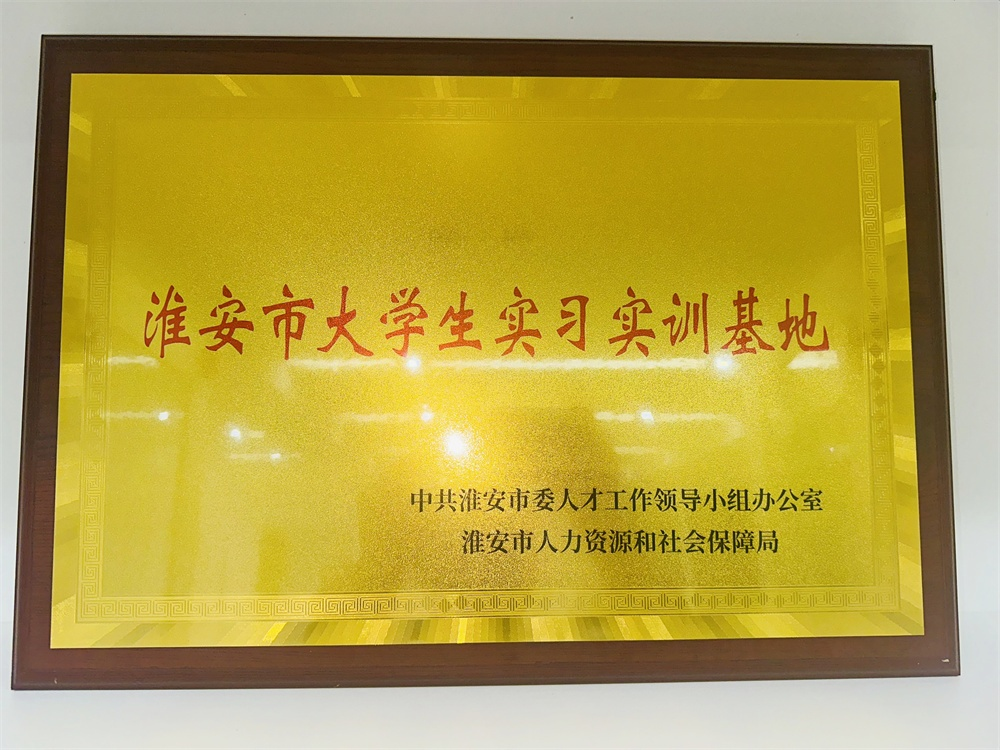 淮安市大学生实习实训基地
中共淮安市委人才工作领导小组办公室
淮安市人力资源和社会保障局